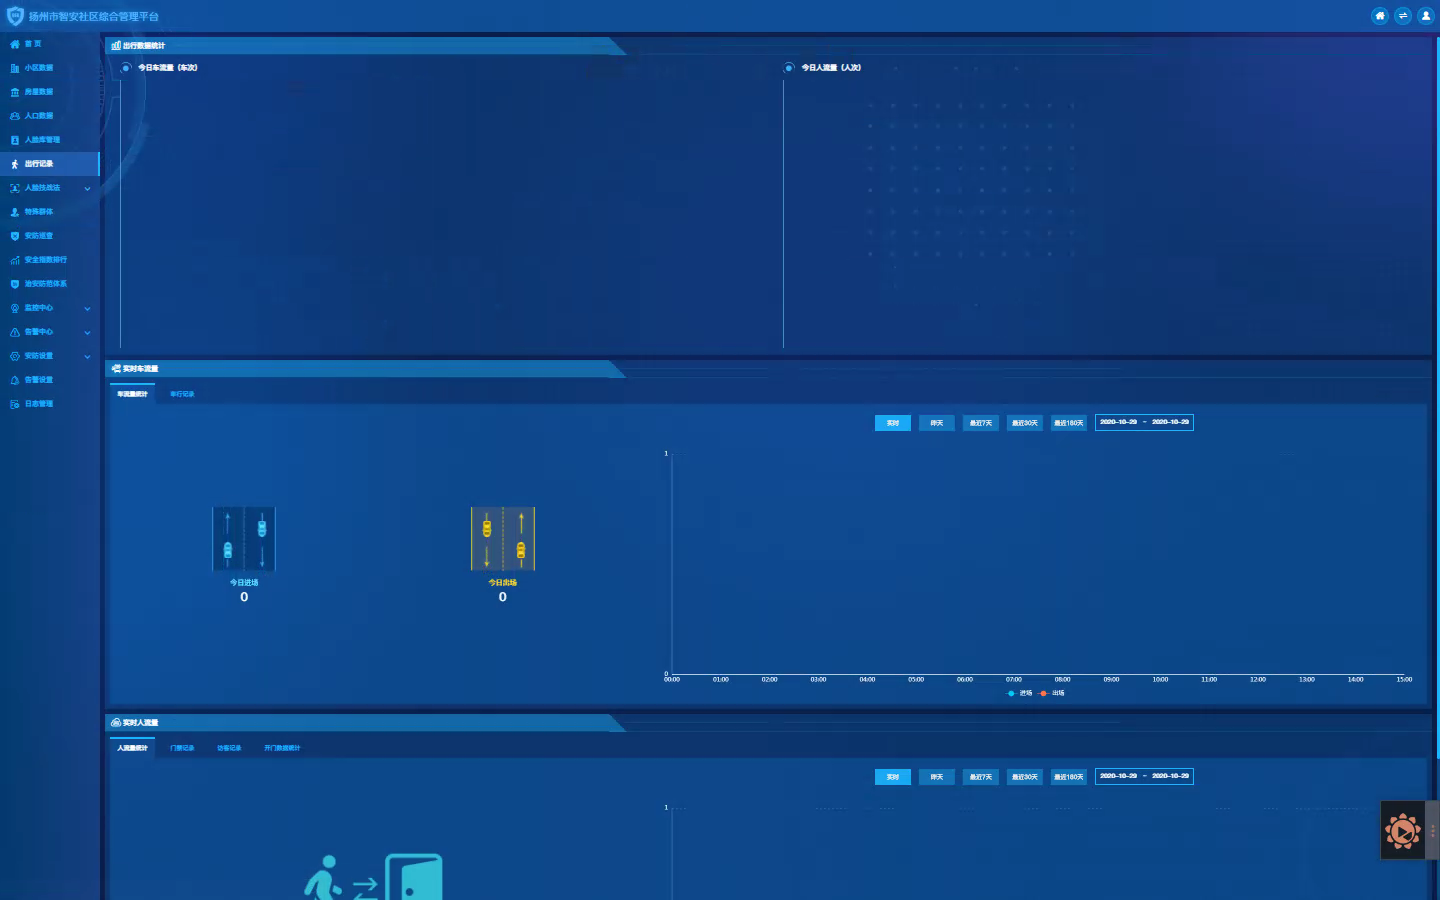 扬州市智安社区综合管理平台
首 页
小区数据
房屋数据
人口数据
人脸库管理
出行记录
人脸技战法
特殊群体
安防巡查
安全指数排行
治安防范体系
监控中心
告警中心
安防设置
告警设置
日志管理
出行数据统计
今日车流量（车次）
今日人流量（人次）
实时车流量
车流量统计 车行记录
实时 昨天 最近7天 最近30天 最近180天 2020-10-29 ~ 2020-10-29
1
0
今日进场
0
今日出场
0
00:00 01:00 02:00 03:00 04:00 05:00 06:00 07:00 08:00 09:00 10:00 11:00 12:00 13:00 14:00 15:00
进场 出场
实时人流量
人流量统计 门禁记录 访客记录 开门数据统计
实时 昨天 最近7天 最近30天 最近180天 2020-10-29 ~ 2020-10-29
1